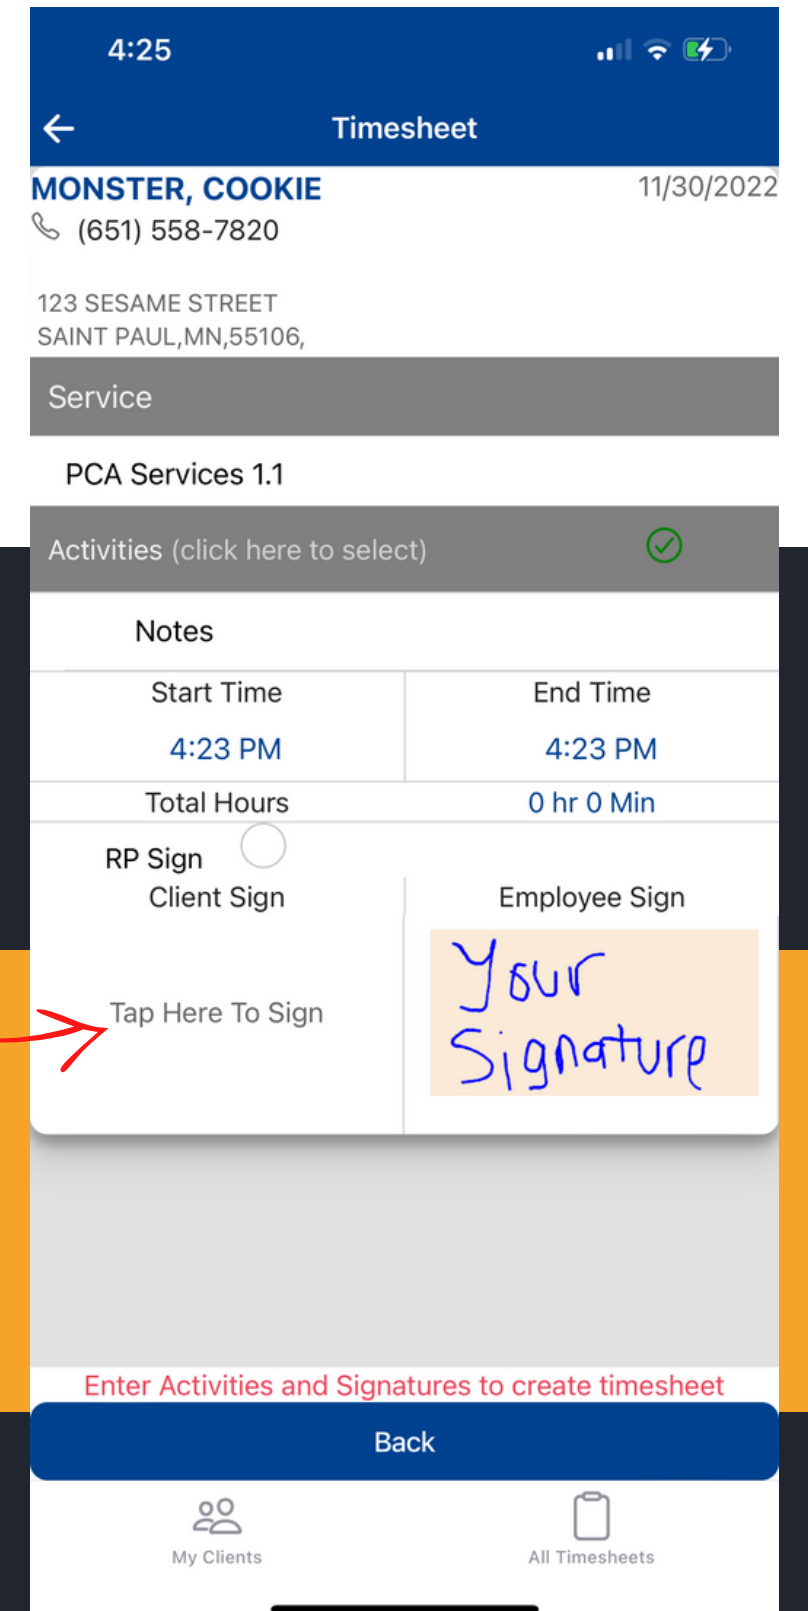 4:25
Timesheet
MONSTER, COOKIE
11/30/2022
(651) 558-7820
123 SESAME STREET
SAINT PAUL,MN,55106,
Service
PCA Services 1.1
Activities (click here to select)
Notes
Start Time
End Time
4:23 PM
4:23 PM
Total Hours
0 hr 0 Min
RP Sign
Client Sign
Employee Sign
Tap Here To Sign
Your
Signature
Enter Activities and Signatures to create timesheet
Back
My Clients
All Timesheets